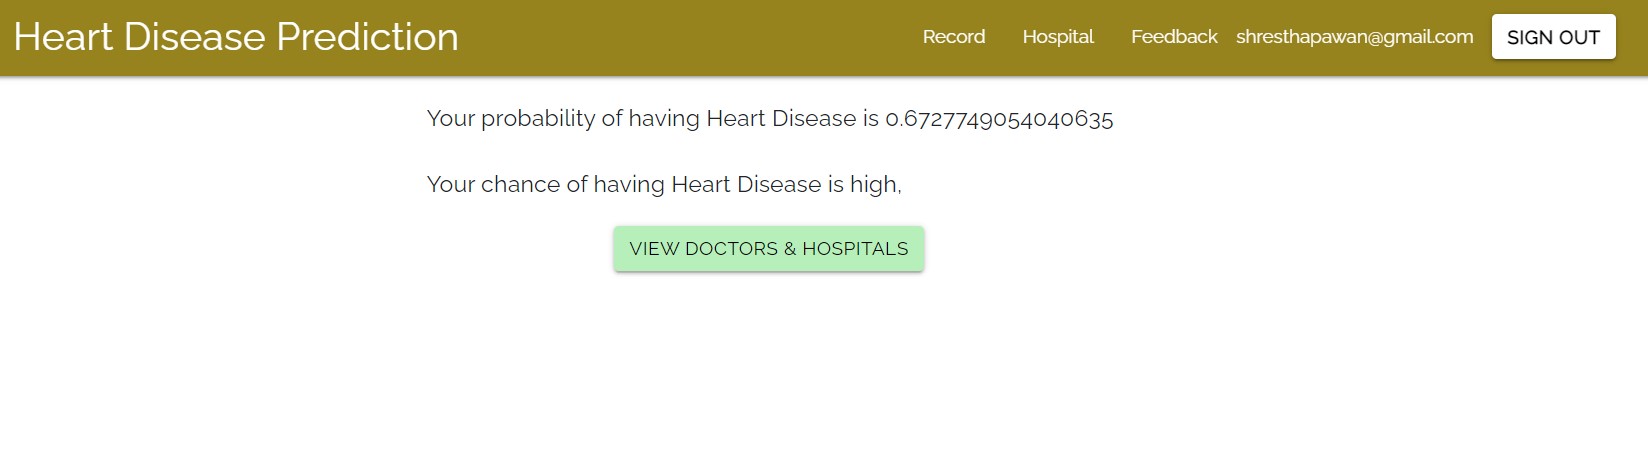 Heart Disease Prediction Record Hospital Feedback shresthapawan@gmail.com SIGN OUT
Your probability of having Heart Disease is 0.6727749054040635
Your chance of having Heart Disease is high,
VIEW DOCTORS & HOSPITALS